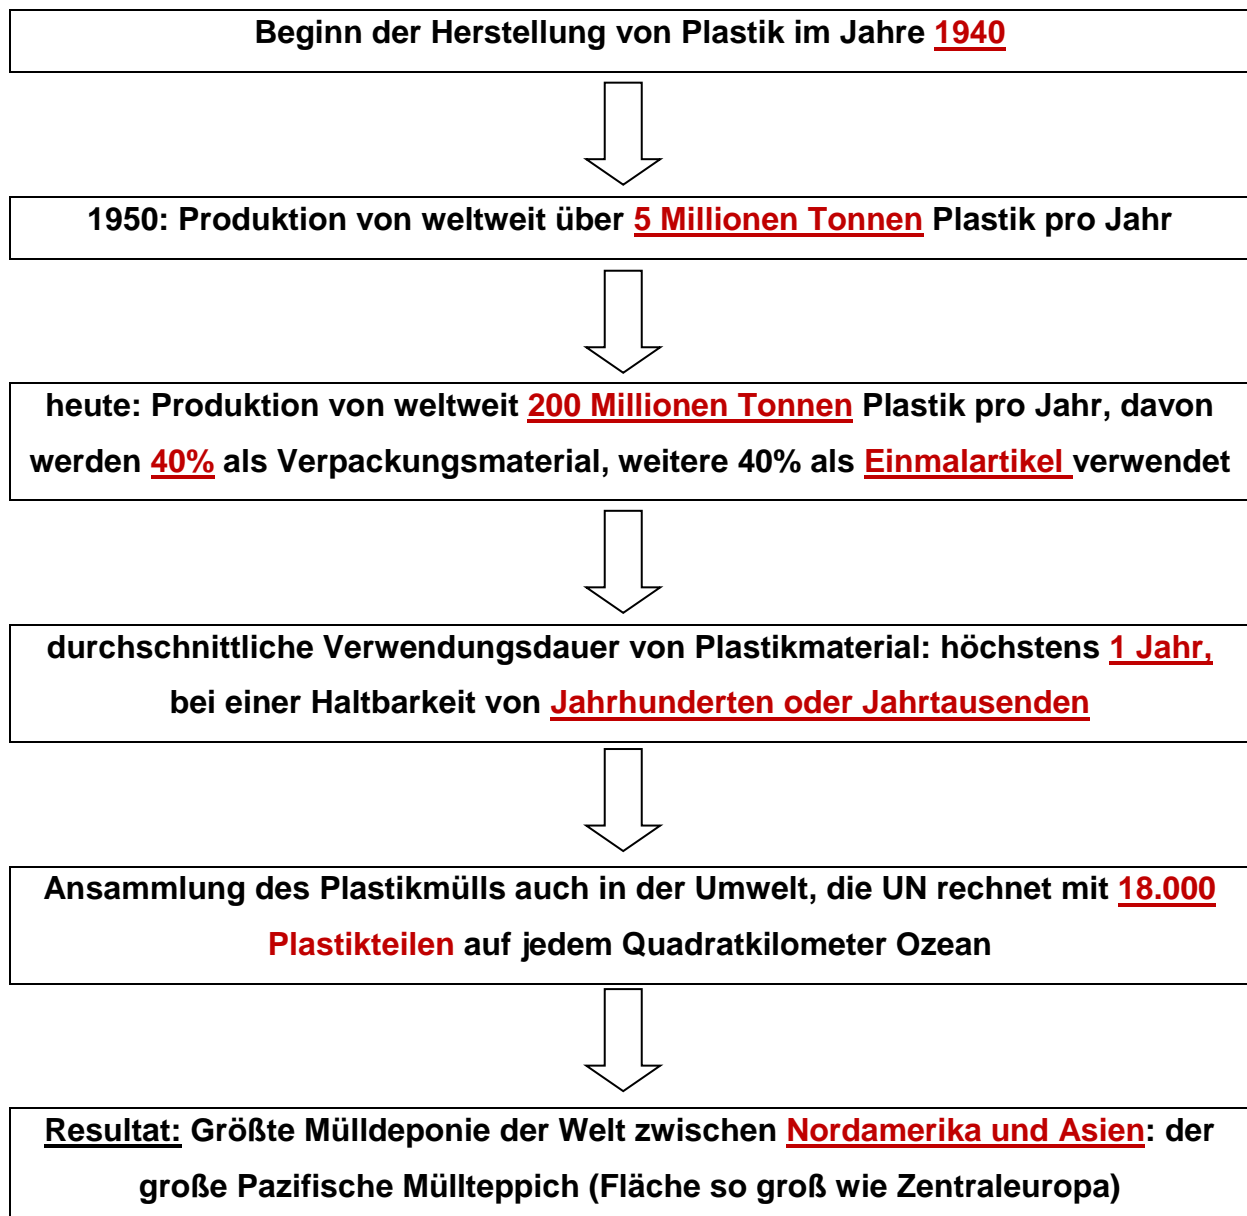 Beginn der Herstellung von Plastik im Jahre 1940
1950: Produktion von weltweit über 5 Millionen Tonnen Plastik pro Jahr
heute: Produktion von weltweit 200 Millionen Tonnen Plastik pro Jahr, davon
werden 40% als Verpackungsmaterial, weitere 40% als Einmalartikel verwendet
durchschnittliche Verwendungsdauer von Plastikmaterial: höchstens 1 Jahr,
bei einer Haltbarkeit von Jahrhunderten oder Jahrtausenden
Ansammlung des Plastikmülls auch in der Umwelt, die UN rechnet mit 18.000
Plastikteilen auf jedem Quadratkilometer Ozean
Resultat: Größte Mülldeponie der Welt zwischen Nordamerika und Asien: der
große Pazifische Müllteppich (Fläche so groß wie Zentraleuropa)